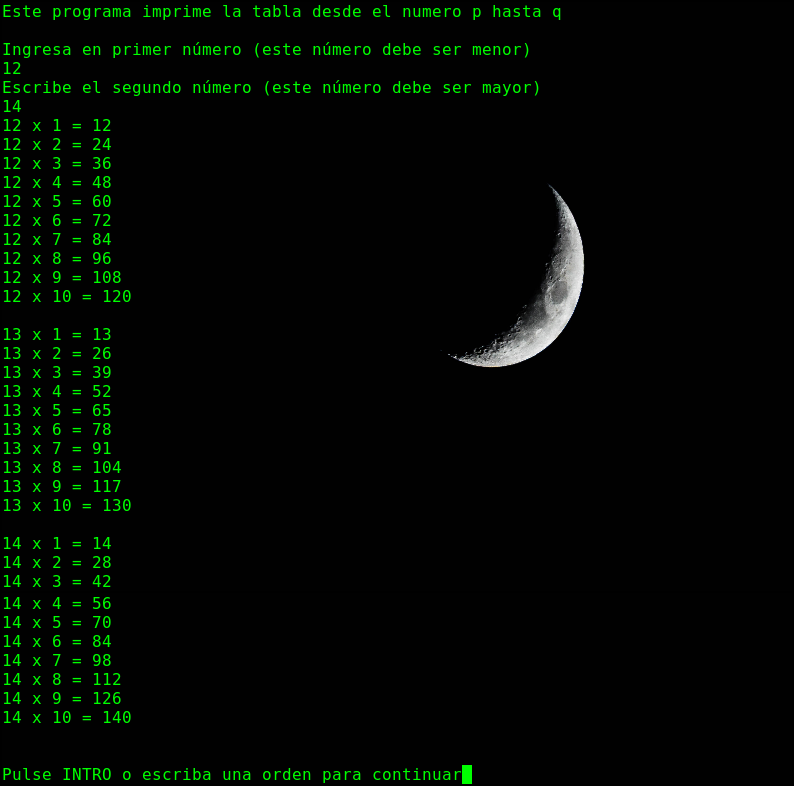 Este programa imprime la tabla desde el numero p hasta q
Ingresa en primer número (este número debe ser menor)
12
Escribe el segundo número (este número debe ser mayor)
14
12 x 1 = 12
12 x 2 = 24
12 x 3 = 36
12 x 4 = 48
12 x 5 = 60
12 x 6 = 72
12 x 7 = 84
12 x 8 = 96
12 x 9 = 108
12 x 10 = 120
13 x 1 = 13
13 x 2 = 26
13 x 3 = 39
13 x 4 = 52
13 x 5 = 65
13 x 6 = 78
13 x 7 = 91
13 x 8 = 104
13 x 9 = 117
13 x 10 = 130
14 x 1 = 14
14 x 2 = 28
14 x 3 = 42
14 x 4 = 56
14 x 5 = 70
14 x 6 = 84
14 x 7 = 98
14 x 8 = 112
14 x 9 = 126
14 x 10 = 140
Pulse INTRO o escriba una orden para continuar